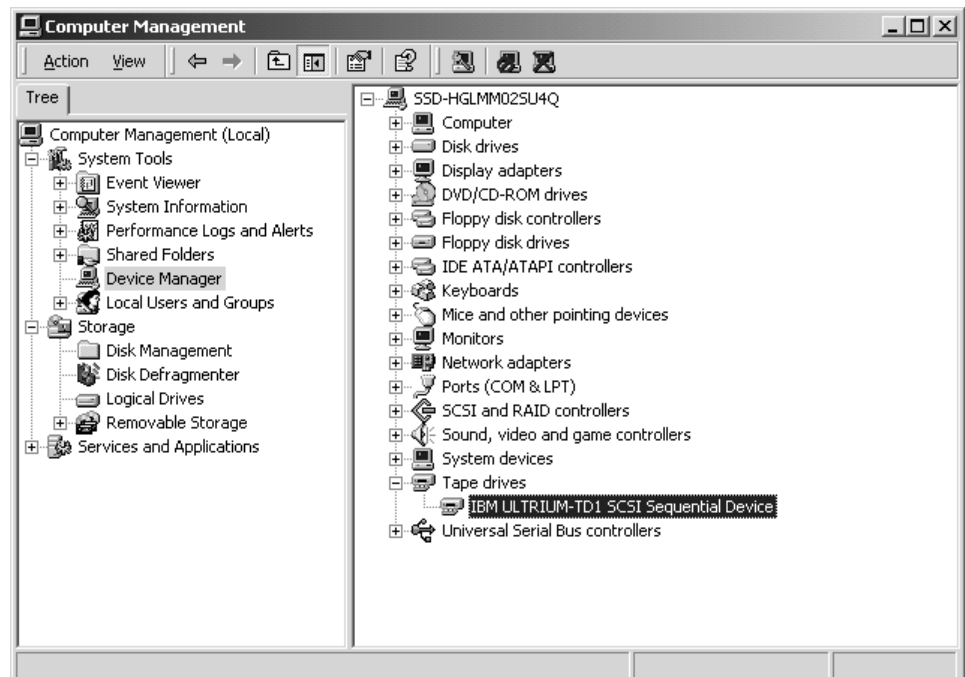 Computer Management
Action View
Tree
Computer Management (Local)
System Tools
Event Viewer
System Information
Performance Logs and Alerts
Shared Folders
Device Manager
Local Users and Groups
Storage
Disk Management
Disk Defragmenter
Logical Drives
Removable Storage
Services and Applications
SSD-HGLMM02SU4Q
Computer
Disk drives
Display adapters
DVD/CD-ROM drives
Floppy disk controllers
Floppy disk drives
IDE ATA/ATAPI controllers
Keyboards
Mice and other pointing devices
Monitors
Network adapters
Ports (COM & LPT)
SCSI and RAID controllers
Sound, video and game controllers
System devices
Tape drives
IBM ULTRIUM-TD1 SCSI Sequential Device
Universal Serial Bus controllers